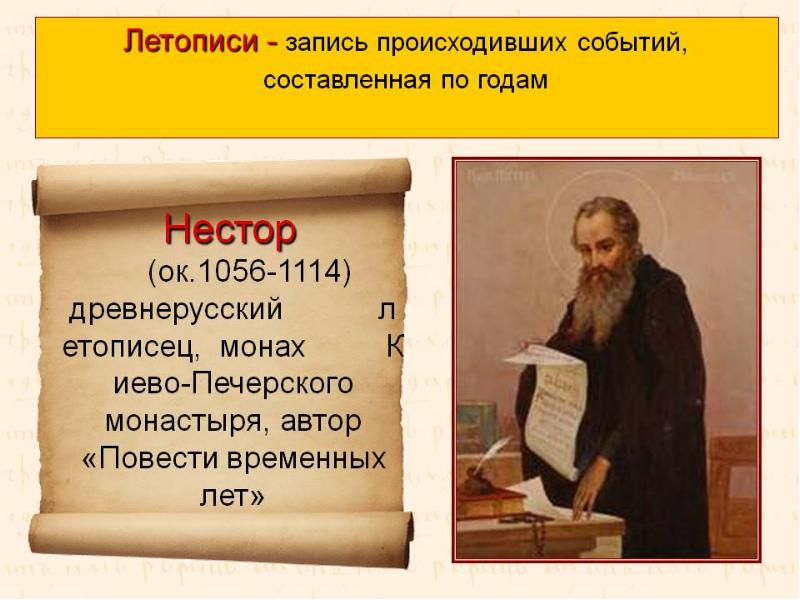 Летописи - запись происходивших событий,
составленная по годам
Нестор
(ок.1056-1114)
древнерусский л
етописец, монах К
иево-Печерского
монастыря, автор
«Повести временных
лет»